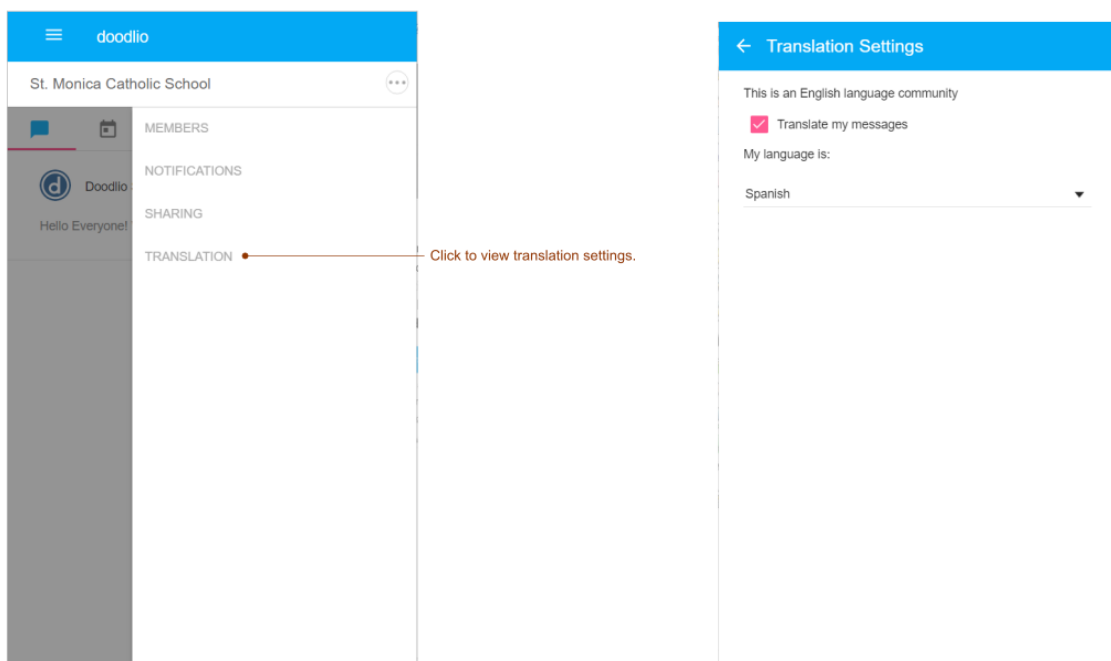 doodlio
St. Monica Catholic School
MEMBERS
NOTIFICATIONS
Doodlio
SHARING
Hello Everyone!
TRANSLATION
Click to view translation settings.
Translation Settings
This is an English language community
Translate my messages
My language is:
Spanish